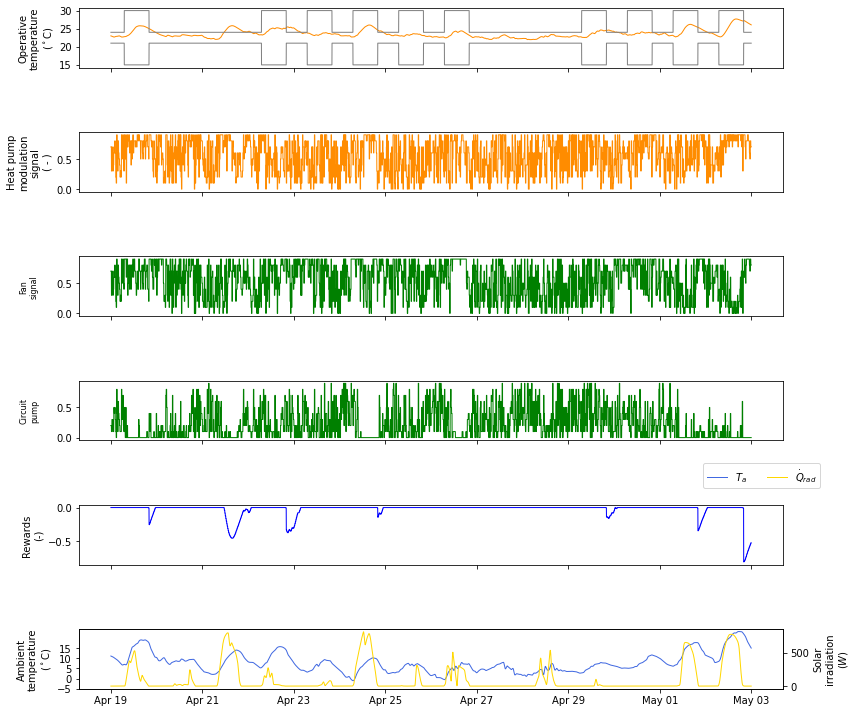 Operative
temperature
(°C)
30
25
20
15
Heat pump
modulation
signal
( - )
0.5
0.0
Fan
signal
0.5
0.0
Circuit
pump
0.5
0.0
T_a
Q̇_rad
Rewards
(-)
0.0
−0.5
Ambient
temperature
(°C)
15
10
5
0
−5
Solar
irradiation
(W)
500
0
Apr 19
Apr 21
Apr 23
Apr 25
Apr 27
Apr 29
May 01
May 03